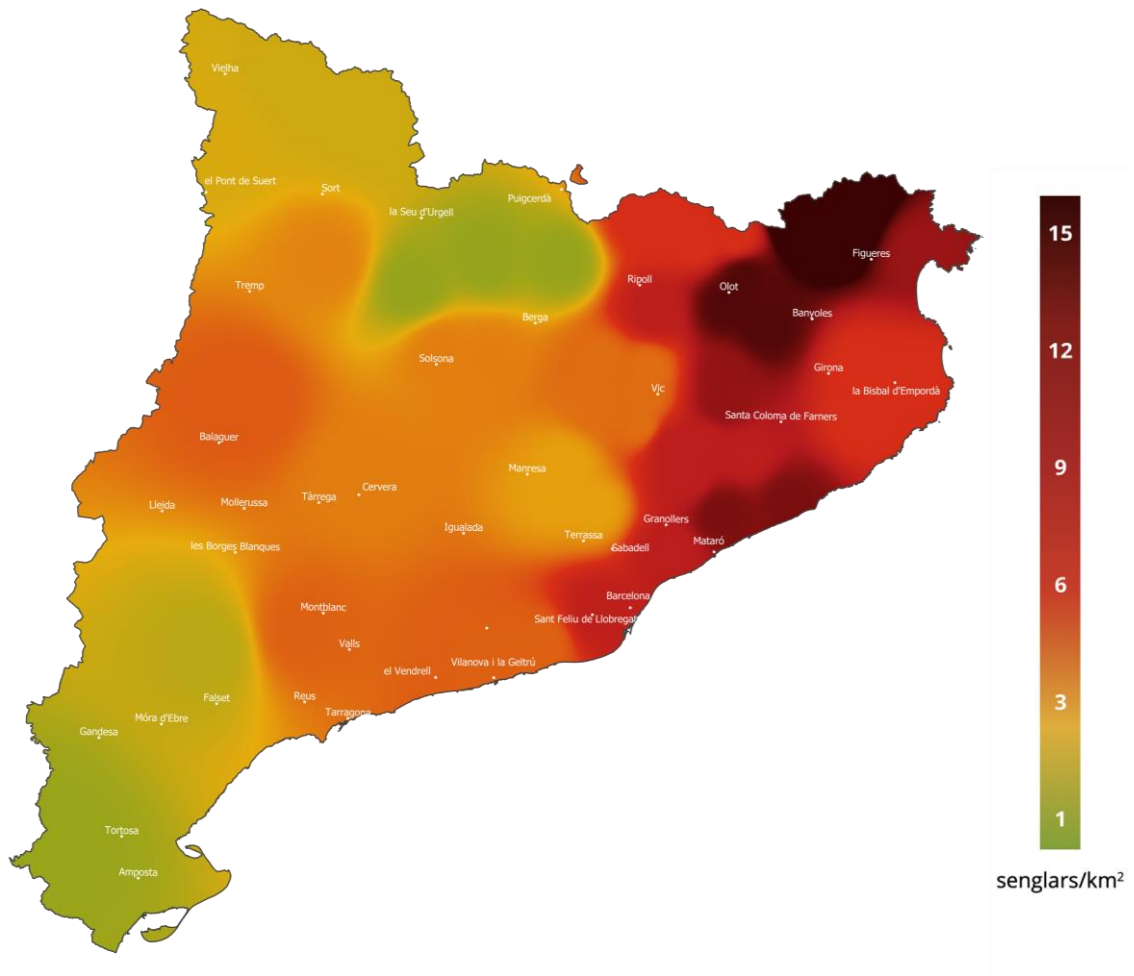 Vielha
el Pont de Suert
Sort
la Seu d'Urgell
Puigcerdà
Tremp
Ripoll
Olot
Figueres
Berga
Banyoles
Solsona
Vic
Girona
la Bisbal d'Empordà
Santa Coloma de Farners
Balaguer
Manresa
Cervera
Lleida
Mollerussa
Tàrrega
Igualada
Terrassa
Granollers
les Borges Blanques
Sabadell
Mataró
Montblanc
Barcelona
Sant Feliu de Llobregat
Valls
el Vendrell
Vilanova i la Geltrú
Falset
Reus
Tarragona
Móra d'Ebre
Gandesa
Tortosa
Amposta
15
12
9
6
3
1
senglars/km²